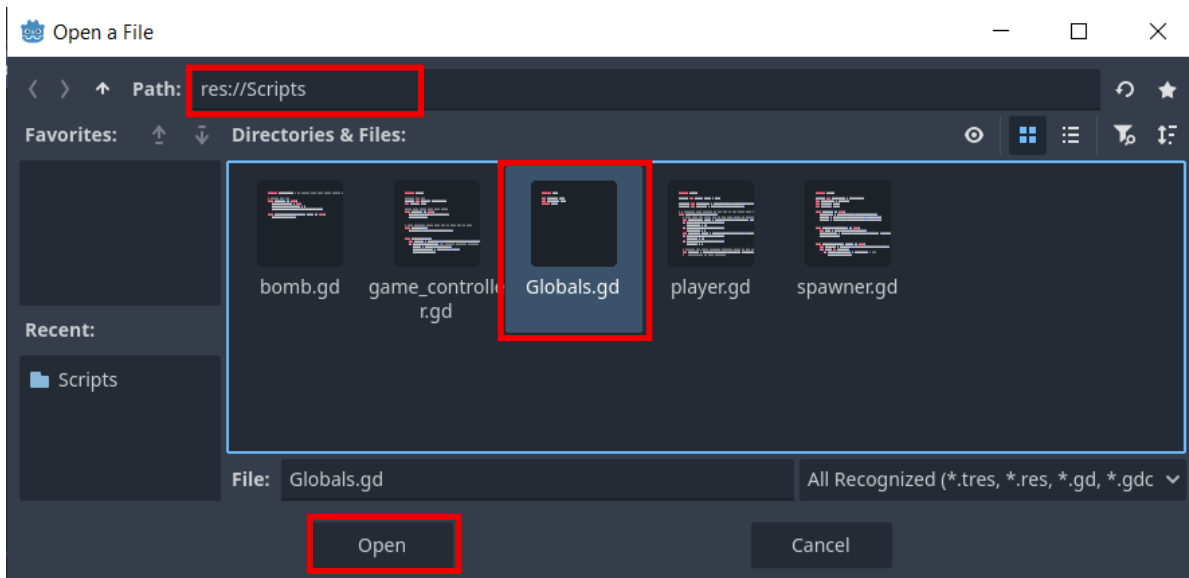 Open a File
Path: res://Scripts
Favorites:
Directories & Files:
bomb.gd
game_controlle
r.gd
Globals.gd
player.gd
spawner.gd
Recent:
Scripts
File: Globals.gd
All Recognized (*.tres, *.res, *.gd, *.gdc
Open
Cancel